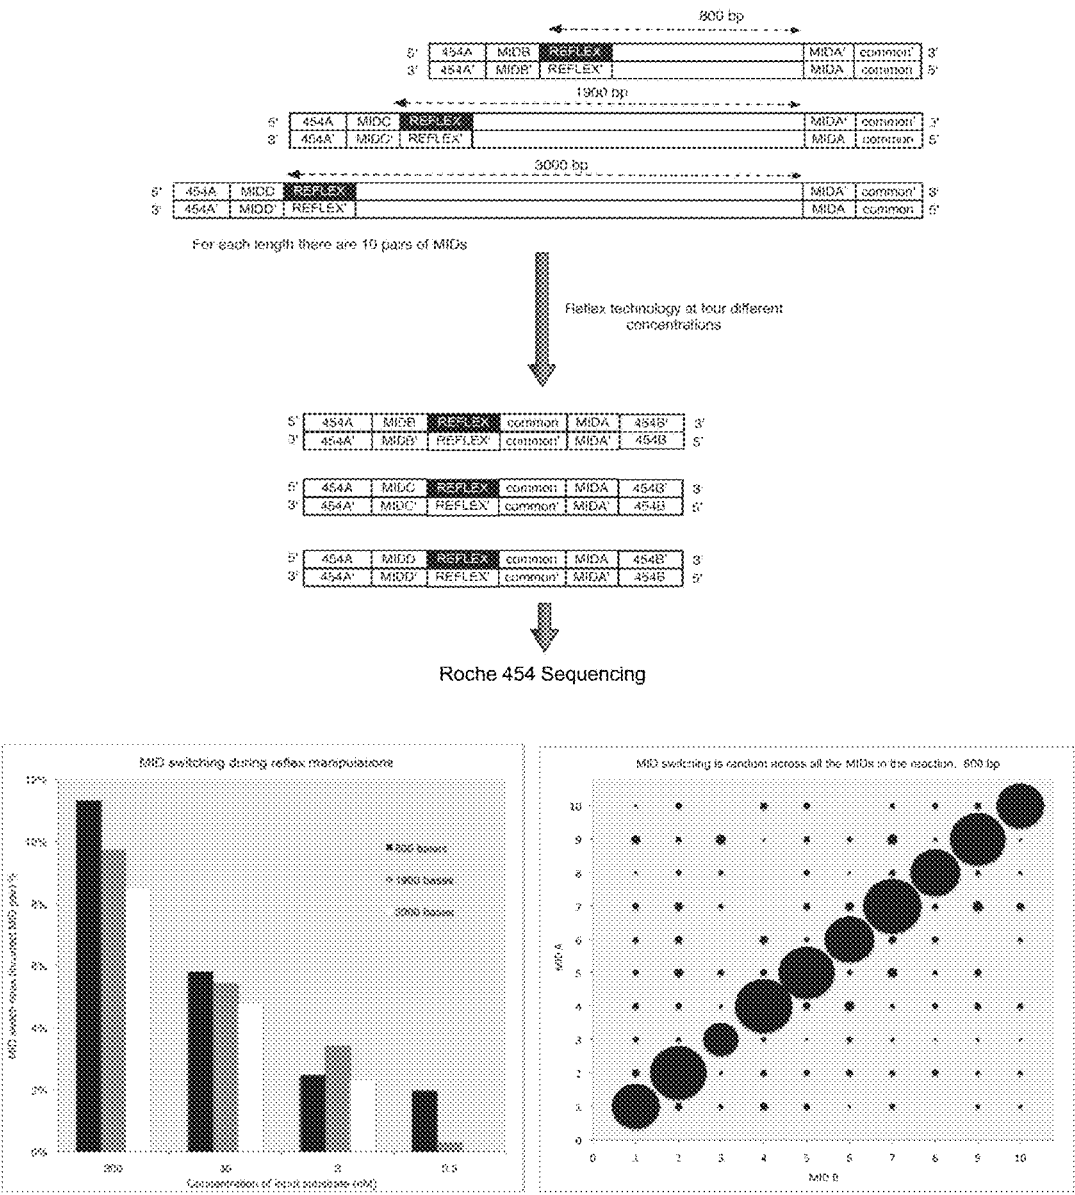 800 bp
5' 454A MIDB REFLEX MIDA' common' 3'
3' 454A' MIDB' REFLEX' MIDA common 5'
1900 bp
5' 454A MIDC REFLEX MIDA' common' 3'
3' 454A' MIDC' REFLEX' MIDA common 5'
3000 bp
5' 454A MIDD REFLEX MIDA' common' 3'
3' 454A' MIDD' REFLEX' MIDA common 5'
For each length there are 10 pairs of MIDs
Reflex technology at four different
concentrations
5' 454A MIDB REFLEX common MIDA 454B' 3'
3' 454A' MIDB' REFLEX' common' MIDA' 454B 5'
5' 454A MIDC REFLEX common MIDA 454B' 3'
3' 454A' MIDC' REFLEX' common' MIDA' 454B 5'
5' 454A MIDD REFLEX common MIDA 454B' 3'
3' 454A' MIDD' REFLEX' common' MIDA' 454B 5'
Roche 454 Sequencing
MID switching during reflex manipulations
12%
10%
8%
6%
4%
2%
0%
800 bases
1900 bases
3000 bases
300 30 3 0.3
Concentration of input substrate (nM)
MID switching is random across all the MIDs in the reaction. 800 bp
MID A
10
9
8
7
6
5
4
3
2
1
0
0 1 2 3 4 5 6 7 8 9 10
MID B